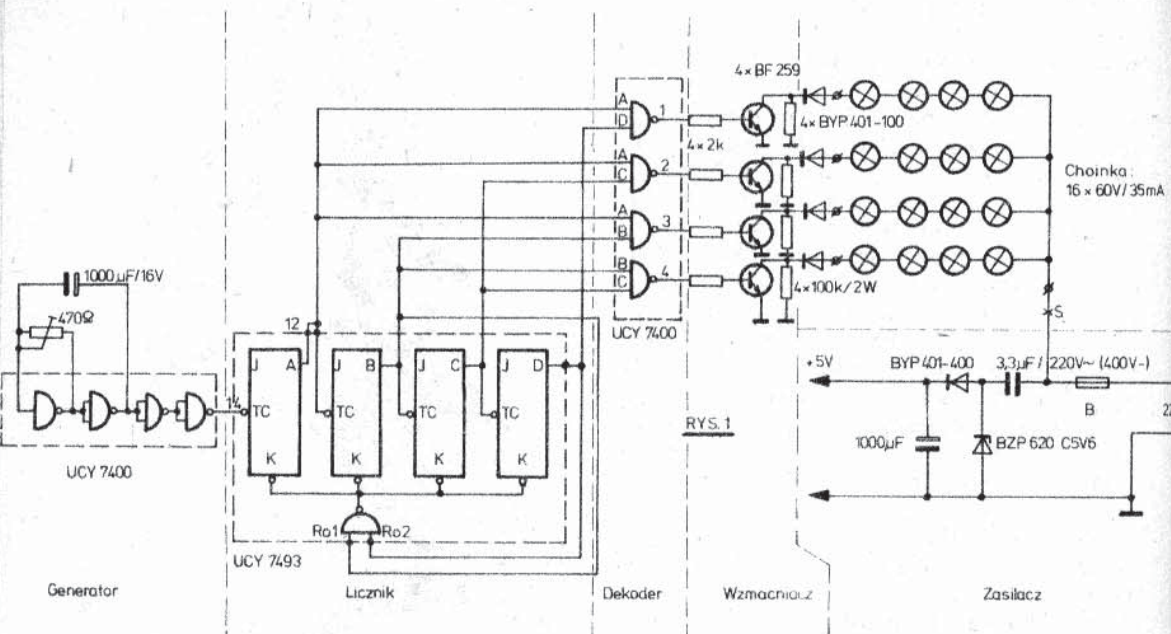 4×BF 259
A
D
1
4×2k
4×BYP 401-100
A
C
2
Choinka:
16×60V/35mA
A
B
3
B
C
4
4×100k/2W
UCY 7400
1000µF/16V
470Ω
12
S
+5V
BYP 401-400
3,3µF/220V~(400V-)
B
J
A
J
B
J
C
J
D
14
TC
TC
TC
TC
K
K
K
K
RYS. 1
1000µF
BZP 620 C5V6
UCY 7400
Ro1
Ro2
UCY 7493
Generator
Licznik
Dekoder
Wzmacniacz
Zasilacz